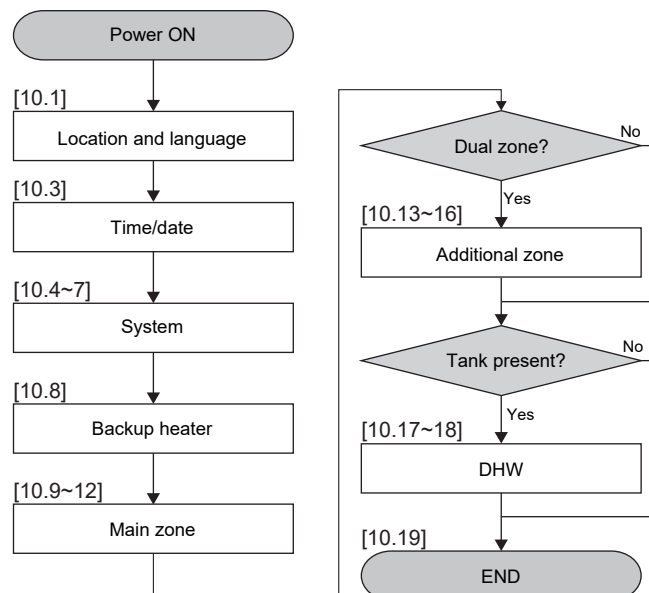 Power ON
[10.1]
Location and language
[10.3]
Time/date
[10.4~7]
System
[10.8]
Backup heater
[10.9~12]
Main zone
Dual zone?
No
Yes
[10.13~16]
Additional zone
Tank present?
No
Yes
[10.17~18]
DHW
[10.19]
END